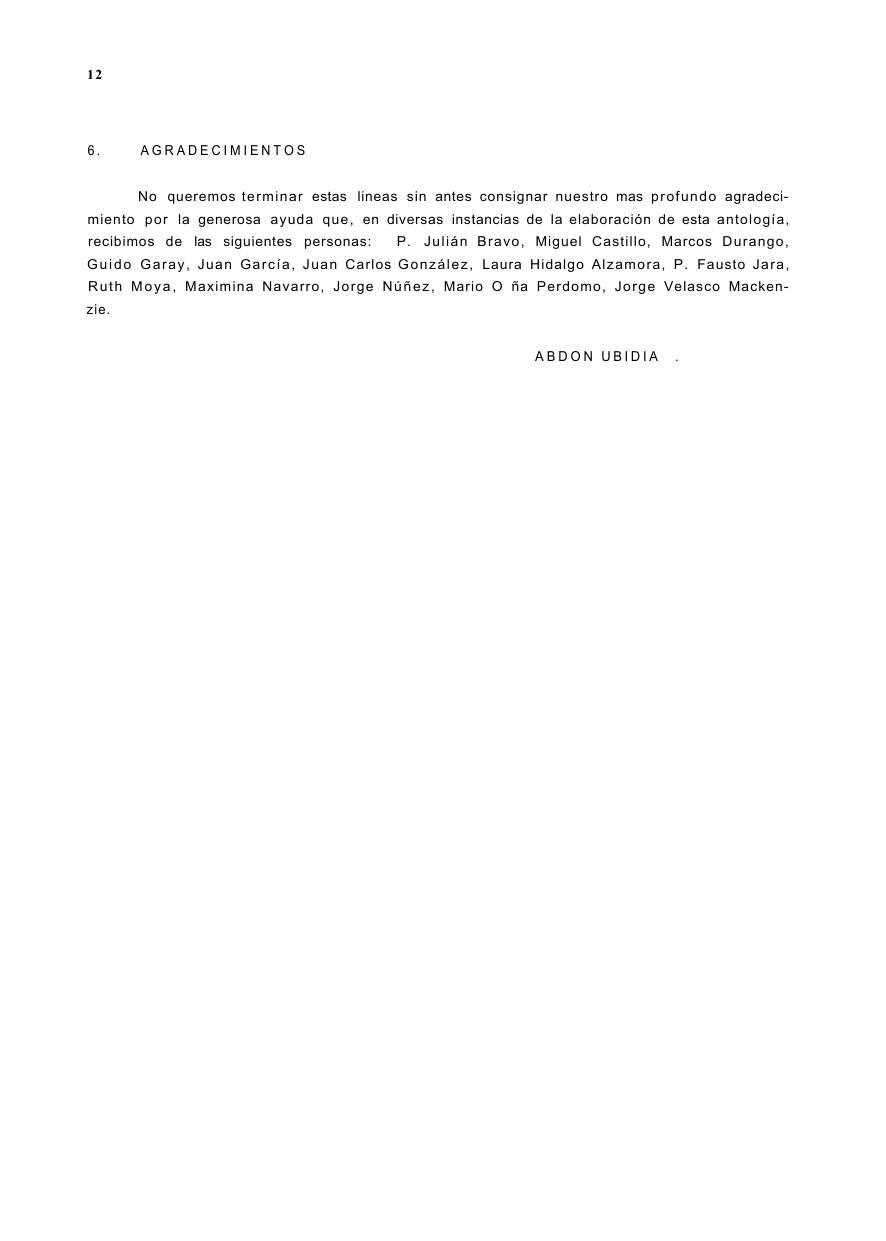 12
6. AGRADECIMIENTOS
No queremos terminar estas lineas sin antes consignar nuestro mas profundo agradeci-
miento por la generosa ayuda que, en diversas instancias de la elaboración de esta antología,
recibimos de las siguientes personas: P. Julián Bravo, Miguel Castillo, Marcos Durango,
Guido Garay, Juan García, Juan Carlos González, Laura Hidalgo Alzamora, P. Fausto Jara,
Ruth Moya, Maximina Navarro, Jorge Núñez, Mario O ña Perdomo, Jorge Velasco Macken-
zie.
ABDON UBIDIA .